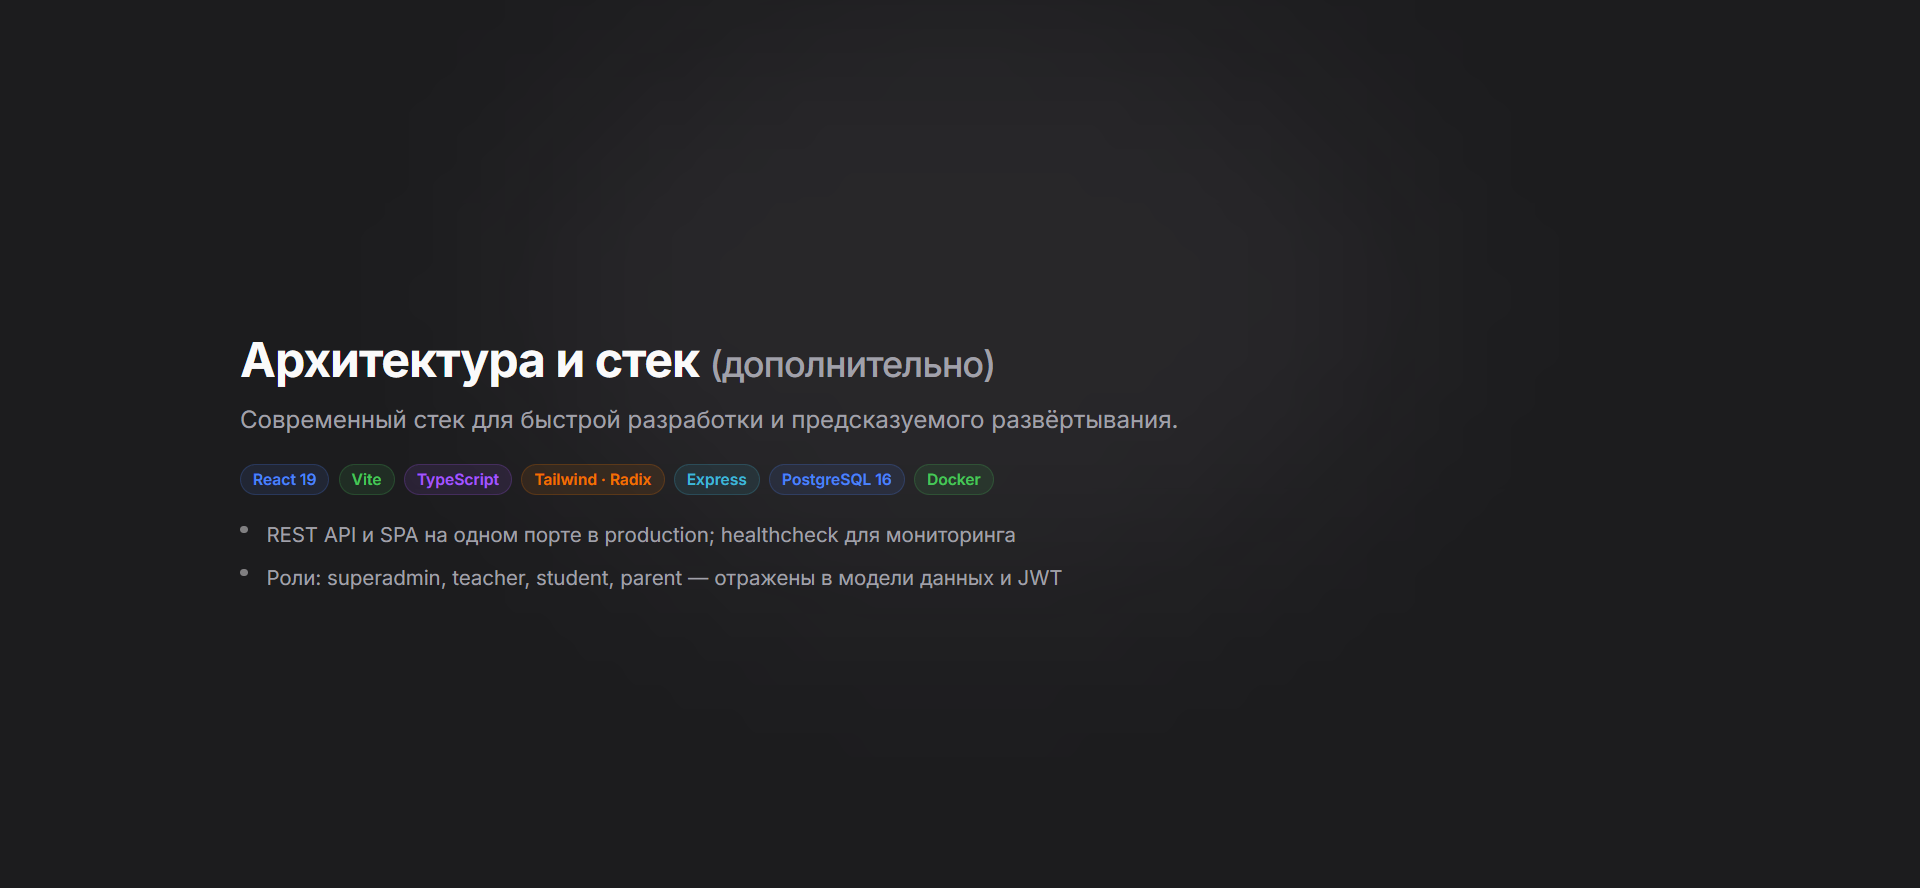 Архитектура и стек (дополнительно)
Современный стек для быстрой разработки и предсказуемого развёртывания.
React 19 Vite TypeScript Tailwind · Radix Express PostgreSQL 16 Docker
• REST API и SPA на одном порте в production; healthcheck для мониторинга
• Роли: superadmin, teacher, student, parent — отражены в модели данных и JWT